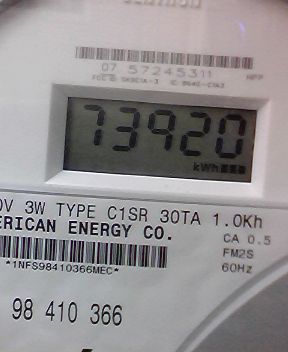 07 57245311
73920
kWh
0V 3W TYPE C1SR 30TA 1.0Kh
ERICAN ENERGY CO.
CA 0.5
FM2S
*1NFS98410366MEC*
60Hz
98 410 366